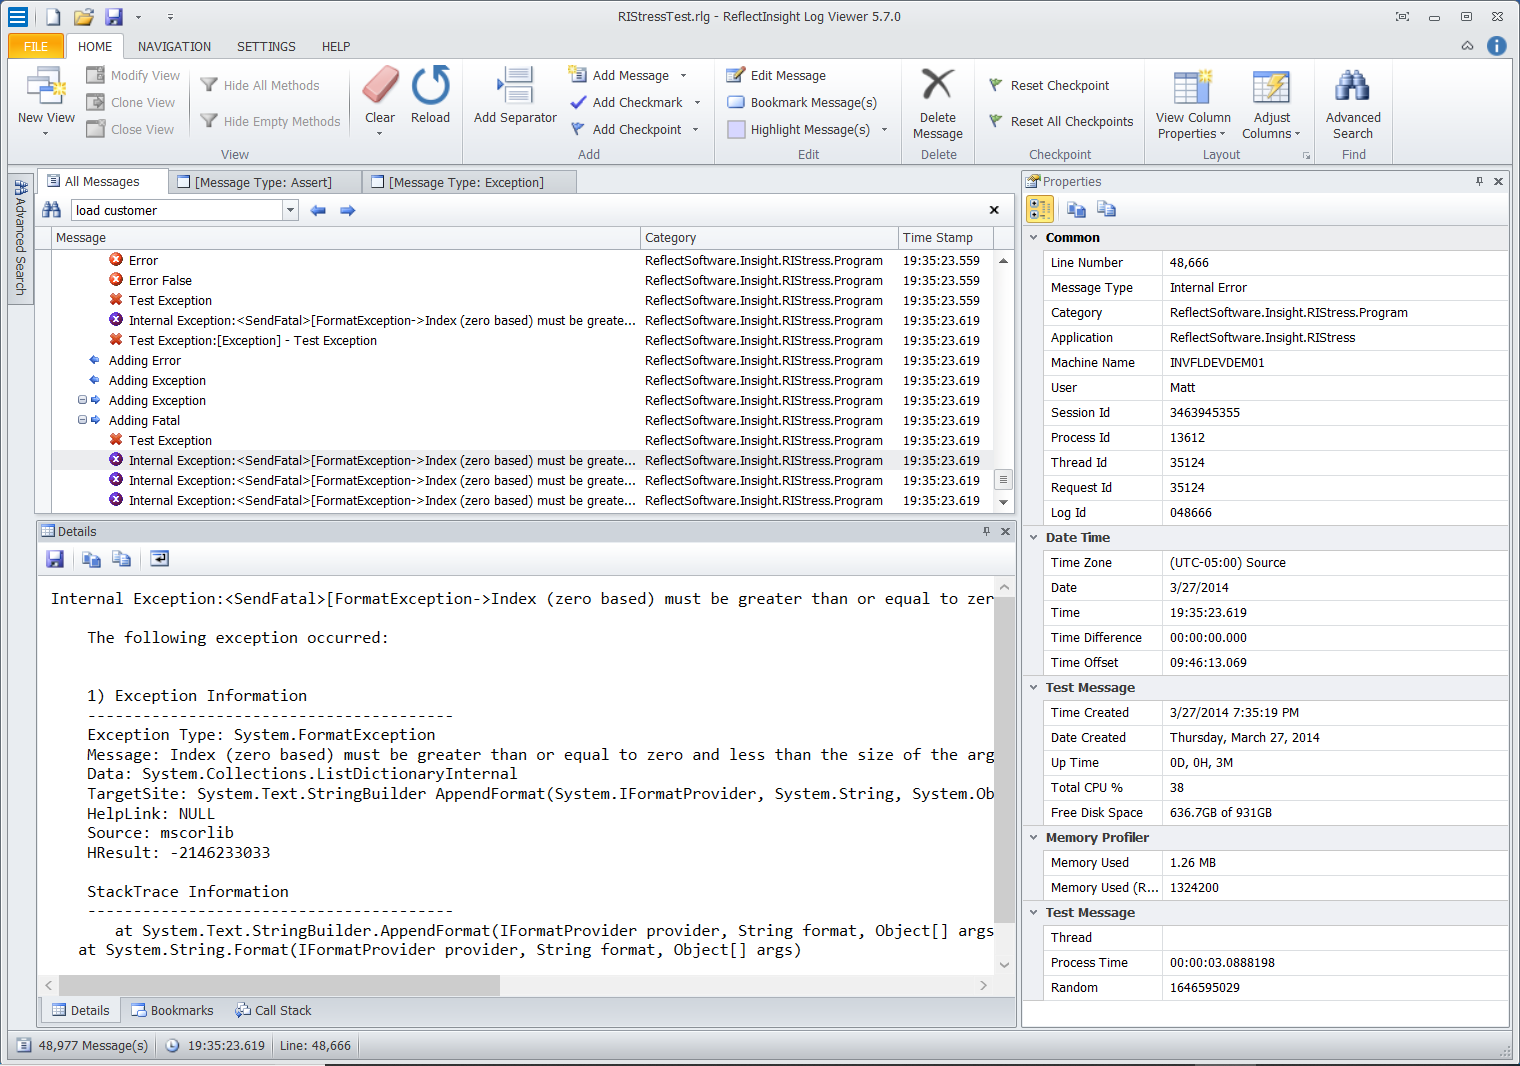 RIStressTest.rlg - ReflectInsight Log Viewer 5.7.0
FILE HOME NAVIGATION SETTINGS HELP
New View
Modify View
Clone View
Close View
Hide All Methods
Hide Empty Methods
View
Clear
Reload
Add Separator
Add Message
Add Checkmark
Add Checkpoint
Add
Edit Message
Bookmark Message(s)
Highlight Message(s)
Edit
Delete
Message
Delete
Reset Checkpoint
Reset All Checkpoints
Checkpoint
View Column
Properties
Adjust
Columns
Layout
Advanced
Search
Find
Advanced Search
All Messages [Message Type: Assert] [Message Type: Exception]
load customer
Message Category Time Stamp
Error ReflectSoftware.Insight.RIStress.Program 19:35:23.559
Error False ReflectSoftware.Insight.RIStress.Program 19:35:23.559
Test Exception ReflectSoftware.Insight.RIStress.Program 19:35:23.559
Internal Exception:<SendFatal>[FormatException->Index (zero based) must be greate... ReflectSoftware.Insight.RIStress.Program 19:35:23.619
Test Exception:[Exception] - Test Exception ReflectSoftware.Insight.RIStress.Program 19:35:23.619
Adding Error ReflectSoftware.Insight.RIStress.Program 19:35:23.619
Adding Exception ReflectSoftware.Insight.RIStress.Program 19:35:23.619
Adding Exception ReflectSoftware.Insight.RIStress.Program 19:35:23.619
Adding Fatal ReflectSoftware.Insight.RIStress.Program 19:35:23.619
Test Exception ReflectSoftware.Insight.RIStress.Program 19:35:23.619
Internal Exception:<SendFatal>[FormatException->Index (zero based) must be greate... ReflectSoftware.Insight.RIStress.Program 19:35:23.619
Internal Exception:<SendFatal>[FormatException->Index (zero based) must be greate... ReflectSoftware.Insight.RIStress.Program 19:35:23.619
Internal Exception:<SendFatal>[FormatException->Index (zero based) must be greate... ReflectSoftware.Insight.RIStress.Program 19:35:23.619
Details
Internal Exception:<SendFatal>[FormatException->Index (zero based) must be greater than or equal to zer
The following exception occurred:
1) Exception Information
----------------------------------------
Exception Type: System.FormatException
Message: Index (zero based) must be greater than or equal to zero and less than the size of the arg
Data: System.Collections.ListDictionaryInternal
TargetSite: System.Text.StringBuilder AppendFormat(System.IFormatProvider, System.String, System.Ob
HelpLink: NULL
Source: mscorlib
HResult: -2146233033
StackTrace Information
----------------------------------------
at System.Text.StringBuilder.AppendFormat(IFormatProvider provider, String format, Object[] args
at System.String.Format(IFormatProvider provider, String format, Object[] args)
Details Bookmarks Call Stack
Properties
Common
Line Number 48,666
Message Type Internal Error
Category ReflectSoftware.Insight.RIStress.Program
Application ReflectSoftware.Insight.RIStress
Machine Name INVFLDEVDEM01
User Matt
Session Id 3463945355
Process Id 13612
Thread Id 35124
Request Id 35124
Log Id 048666
Date Time
Time Zone (UTC-05:00) Source
Date 3/27/2014
Time 19:35:23.619
Time Difference 00:00:00.000
Time Offset 09:46:13.069
Test Message
Time Created 3/27/2014 7:35:19 PM
Date Created Thursday, March 27, 2014
Up Time 0D, 0H, 3M
Total CPU % 38
Free Disk Space 636.7GB of 931GB
Memory Profiler
Memory Used 1.26 MB
Memory Used (R... 1324200
Test Message
Thread
Process Time 00:00:03.0888198
Random 1646595029
48,977 Message(s) 19:35:23.619 Line: 48,666